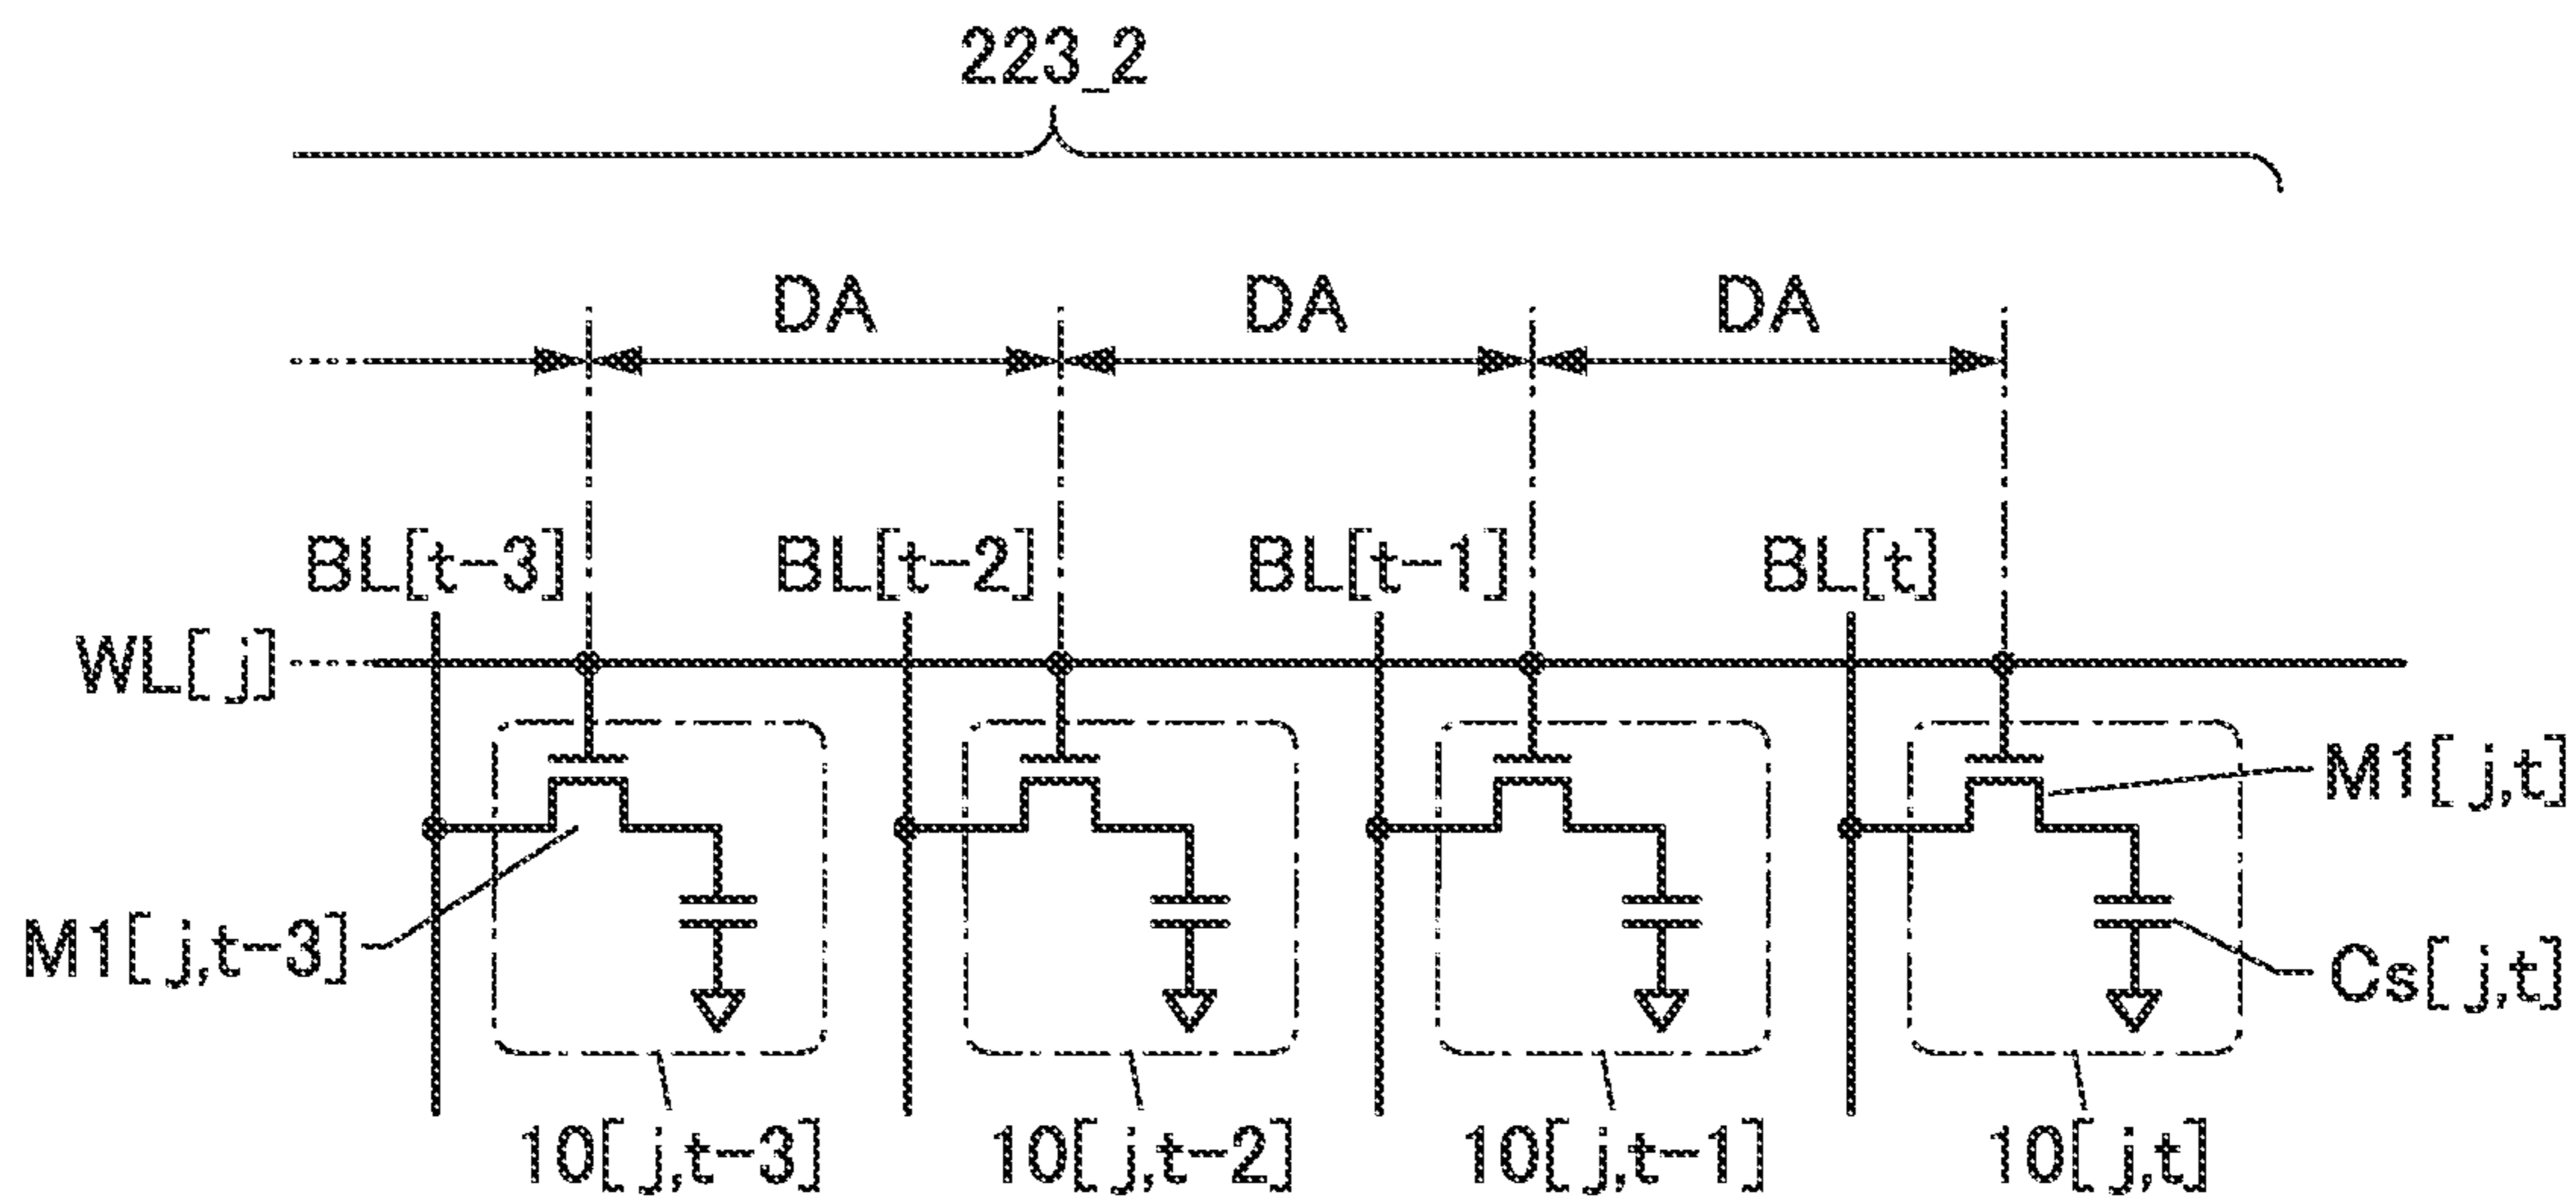 223_2
DA DA DA
BL[t-3] BL[t-2] BL[t-1] BL[t]
WL[j]
M1[j,t]
M1[j,t-3]
Cs[j,t]
10[j,t-3] 10[j,t-2] 10[j,t-1] 10[j,t]